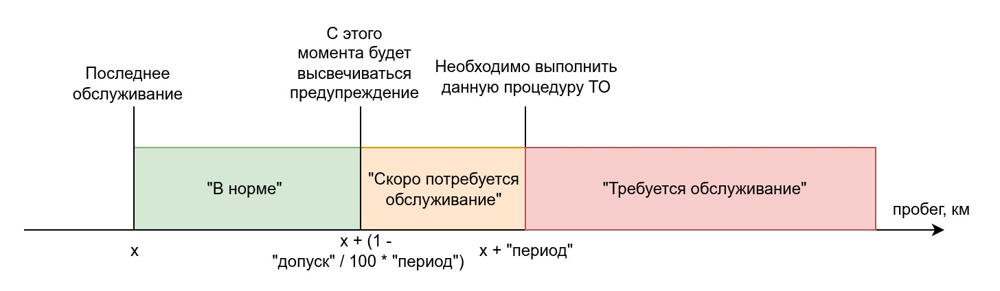 Последнее
обслуживание
С этого
момента будет
высвечиваться
предупреждение
Необходимо выполнить
данную процедуру ТО
"В норме"
"Скоро потребуется
обслуживание"
"Требуется обслуживание"
пробег, км
x
x + (1 -
"допуск" / 100 * "период")
x + "период"